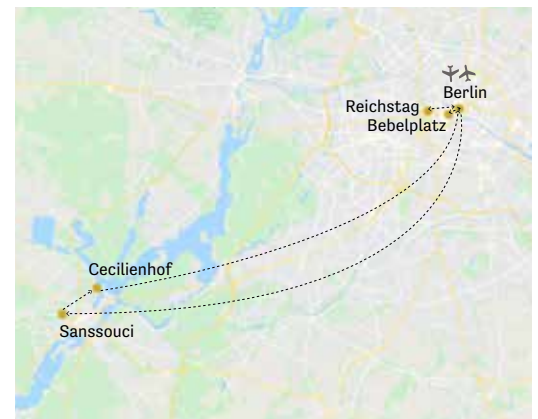 Berlin
Reichstag
Bebelplatz
Cecilienhof
Sanssouci